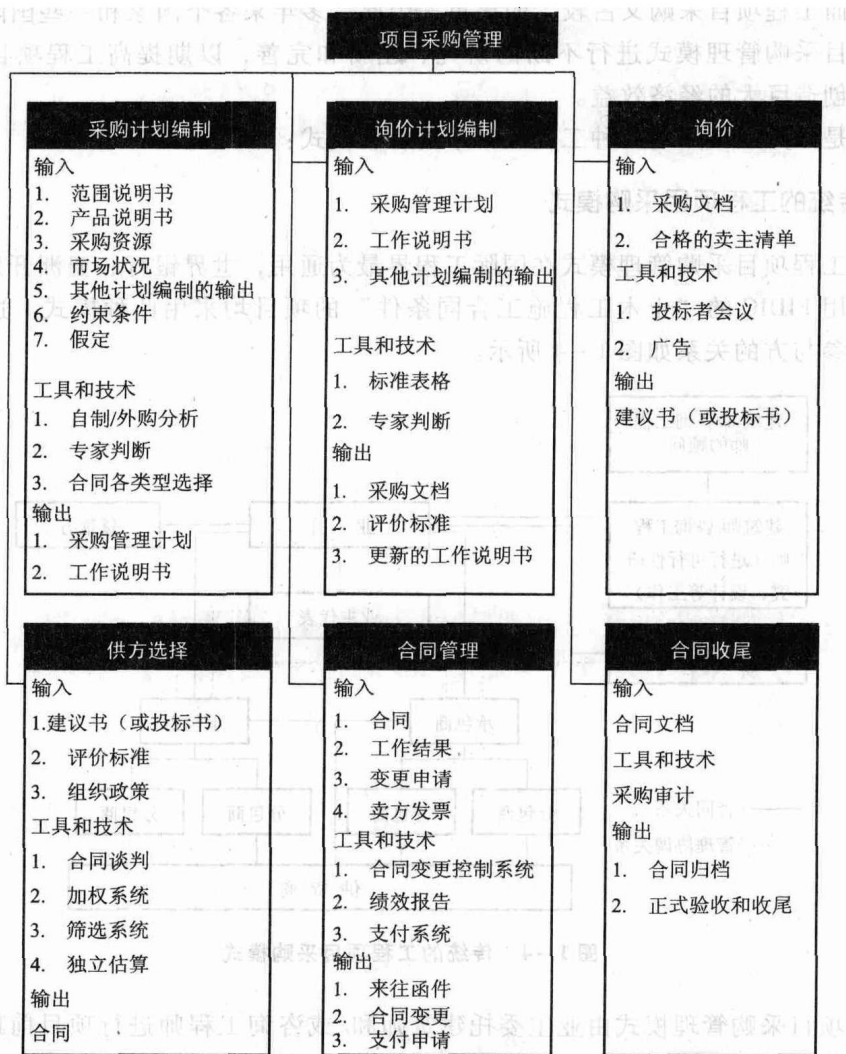 项目采购管理
采购计划编制
输入
1. 范围说明书
2. 产品说明书
3. 采购资源
4. 市场状况
5. 其他计划编制的输出
6. 约束条件
7. 假定
工具和技术
1. 自制/外购分析
2. 专家判断
3. 合同各类型选择
输出
1. 采购管理计划
2. 工作说明书
询价计划编制
输入
1. 采购管理计划
2. 工作说明书
3. 其他计划编制的输出
工具和技术
1. 标准表格
2. 专家判断
输出
1. 采购文档
2. 评价标准
3. 更新的工作说明书
询价
输入
1. 采购文档
2. 合格的卖主清单
工具和技术
1. 投标者会议
2. 广告
输出
建议书（或投标书）
供方选择
输入
1.建议书（或投标书）
2. 评价标准
3. 组织政策
工具和技术
1. 合同谈判
2. 加权系统
3. 筛选系统
4. 独立估算
输出
合同
合同管理
输入
1. 合同
2. 工作结果
3. 变更申请
4. 卖方发票
工具和技术
1. 合同变更控制系统
2. 绩效报告
3. 支付系统
输出
1. 来往函件
2. 合同变更
3. 支付申请
合同收尾
输入
合同文档
工具和技术
采购审计
输出
1. 合同归档
2. 正式验收和收尾